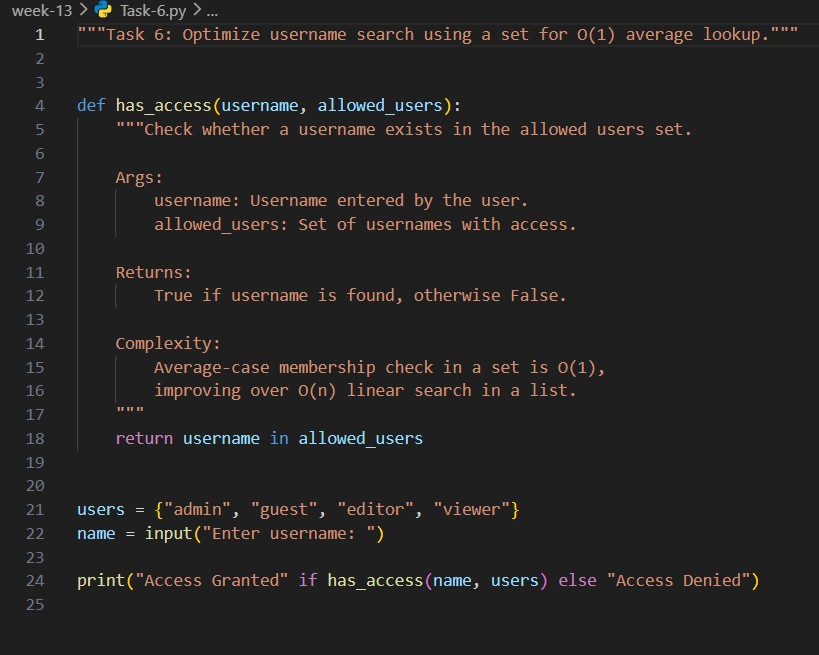 week-13 > Task-6.py > ...
1 """Task 6: Optimize username search using a set for O(1) average lookup."""
2
3
4 def has_access(username, allowed_users):
5     """Check whether a username exists in the allowed users set.
6
7     Args:
8         username: Username entered by the user.
9         allowed_users: Set of usernames with access.
10
11     Returns:
12         True if username is found, otherwise False.
13
14     Complexity:
15         Average-case membership check in a set is O(1),
16         improving over O(n) linear search in a list.
17     """
18     return username in allowed_users
19
20
21 users = {"admin", "guest", "editor", "viewer"}
22 name = input("Enter username: ")
23
24 print("Access Granted" if has_access(name, users) else "Access Denied")
25